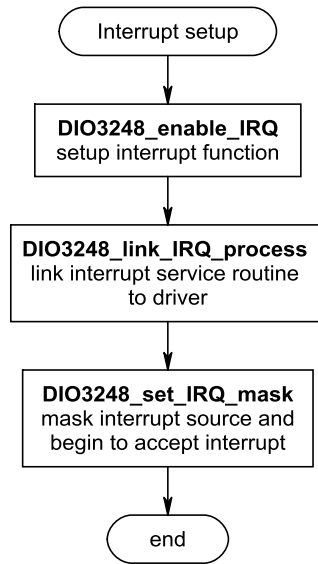 Interrupt setup
DIO3248_enable_IRQ
setup interrupt function
DIO3248_link_IRQ_process
link interrupt service routine
to driver
DIO3248_set_IRQ_mask
mask interrupt source and
begin to accept interrupt
end